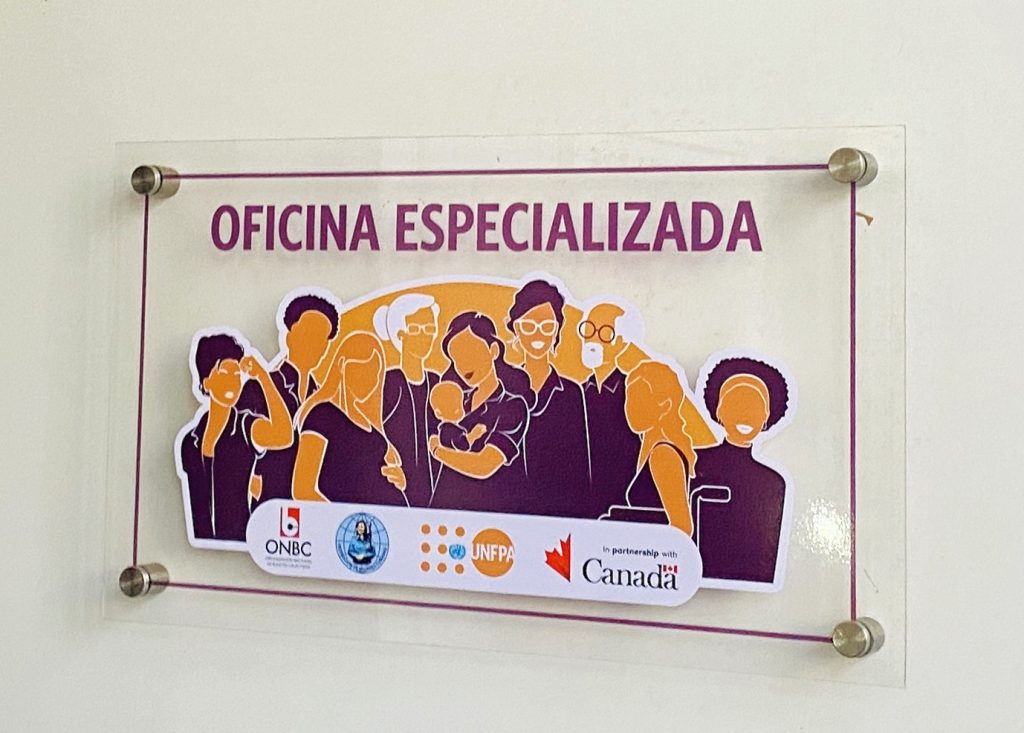 OFICINA ESPECIALIZADA
ONBC
UNFPA
in partnership with
Canada